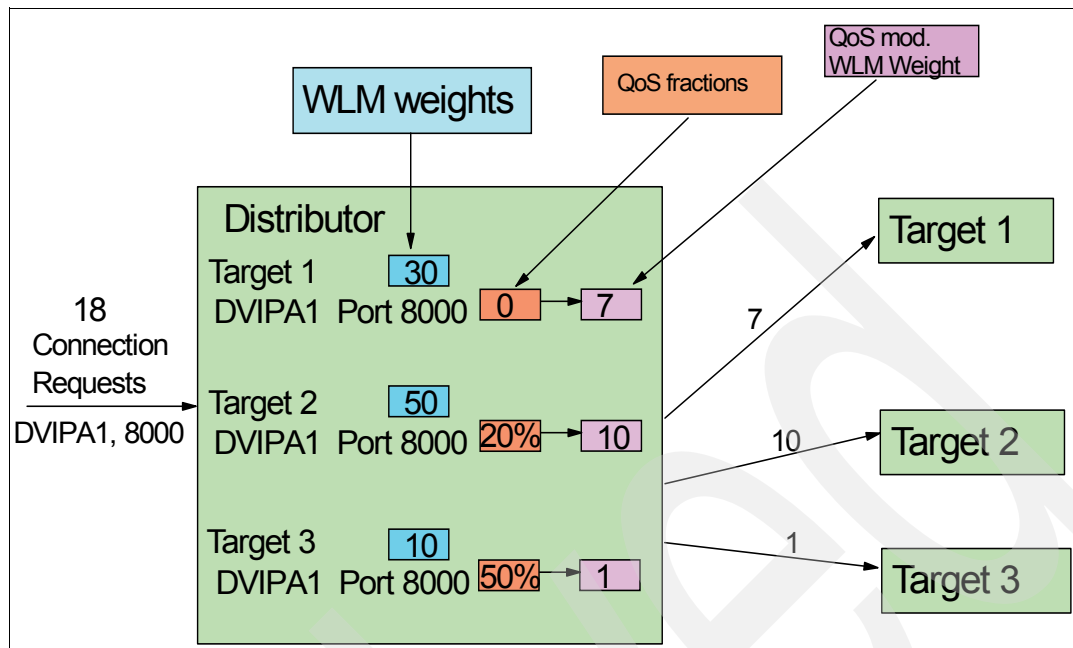 QoS mod.
WLM Weight
WLM weights
QoS fractions
Distributor
Target 1
30
DVIPA1 Port 8000
0
7
18
Connection
Requests
DVIPA1, 8000
Target 2
50
DVIPA1 Port 8000
20%
10
Target 3
10
DVIPA1 Port 8000
50%
1
7
10
1
Target 1
Target 2
Target 3